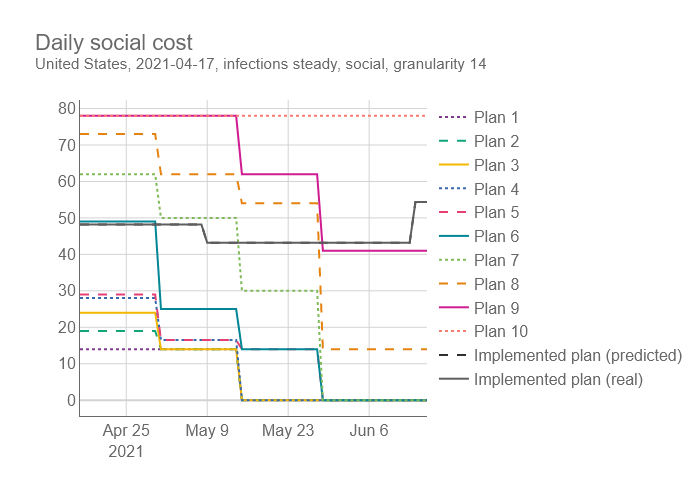 Daily social cost
United States, 2021-04-17, infections steady, social, granularity 14
80
70
60
50
40
30
20
10
0
Apr 25
2021
May 9
May 23
Jun 6
Plan 1
Plan 2
Plan 3
Plan 4
Plan 5
Plan 6
Plan 7
Plan 8
Plan 9
Plan 10
Implemented plan (predicted)
Implemented plan (real)